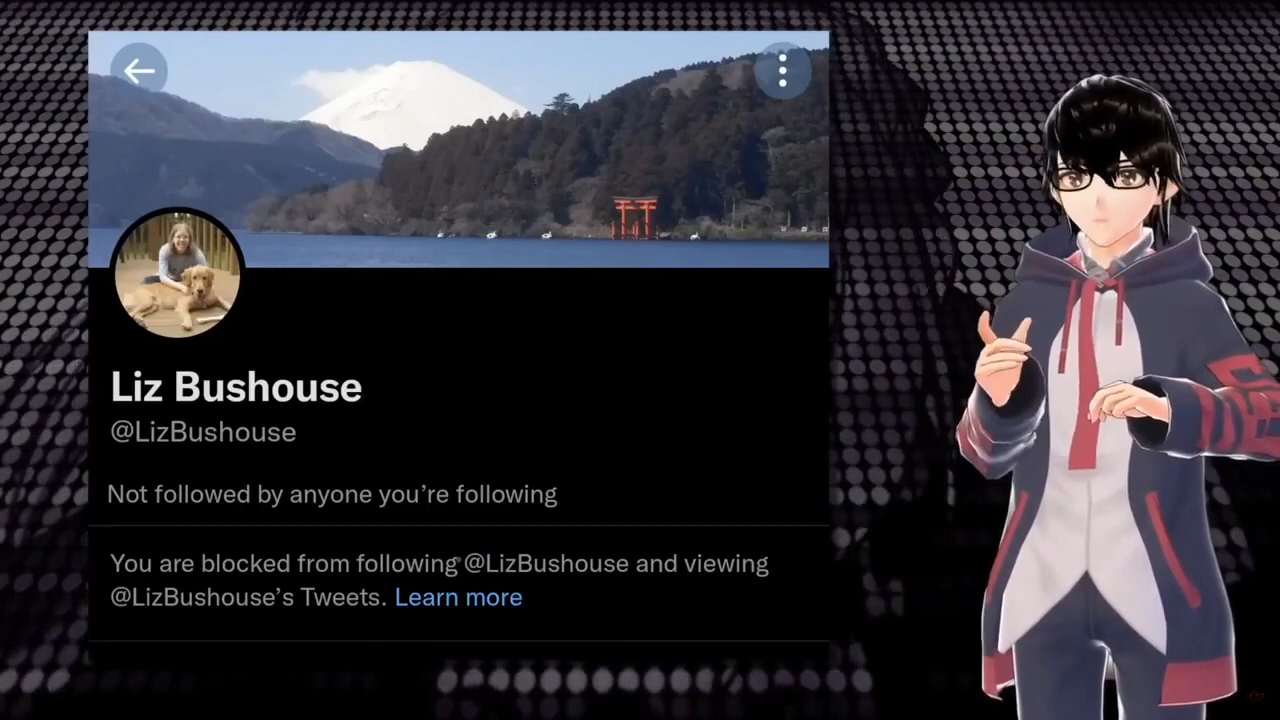 Liz Bushouse
@LizBushouse
Not followed by anyone you’re following
You are blocked from following @LizBushouse and viewing
@LizBushouse’s Tweets. Learn more